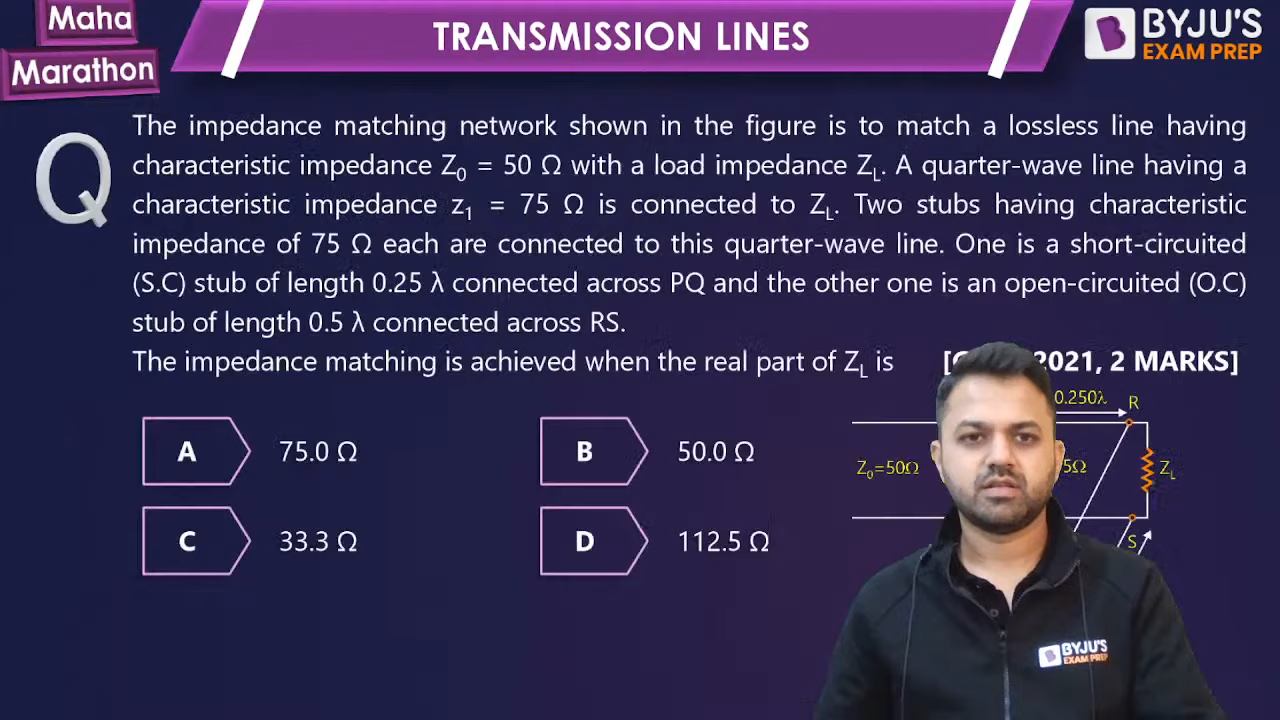 Maha
Marathon
TRANSMISSION LINES
BYJU'S
EXAM PREP
Q
The impedance matching network shown in the figure is to match a lossless line having
characteristic impedance Z₀ = 50 Ω with a load impedance Z_L. A quarter-wave line having a
characteristic impedance z₁ = 75 Ω is connected to Z_L. Two stubs having characteristic
impedance of 75 Ω each are connected to this quarter-wave line. One is a short-circuited
(S.C) stub of length 0.25 λ connected across PQ and the other one is an open-circuited (O.C)
stub of length 0.5 λ connected across RS.
The impedance matching is achieved when the real part of Z_L is
2021, 2 MARKS]
A 75.0 Ω
B 50.0 Ω
C 33.3 Ω
D 112.5 Ω
0.250λ R
Z₀=50Ω
5Ω
Z_L
S
BYJU'S
EXAM PREP